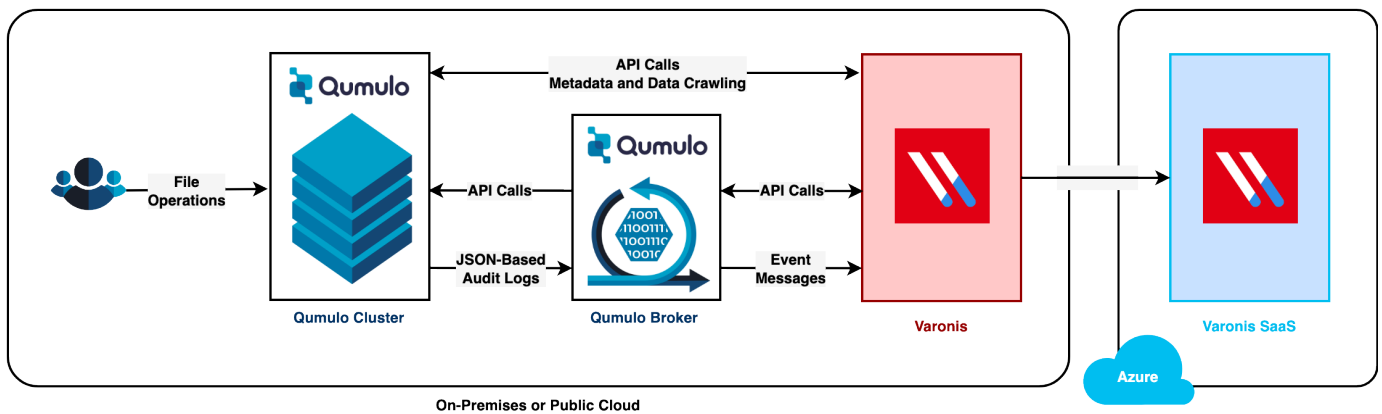 Qumulo
API Calls
Metadata and Data Crawling
Qumulo
File
Operations
API Calls
API Calls
JSON-Based
Audit Logs
Event
Messages
Qumulo Cluster
Qumulo Broker
Varonis
Varonis SaaS
Azure
On-Premises or Public Cloud